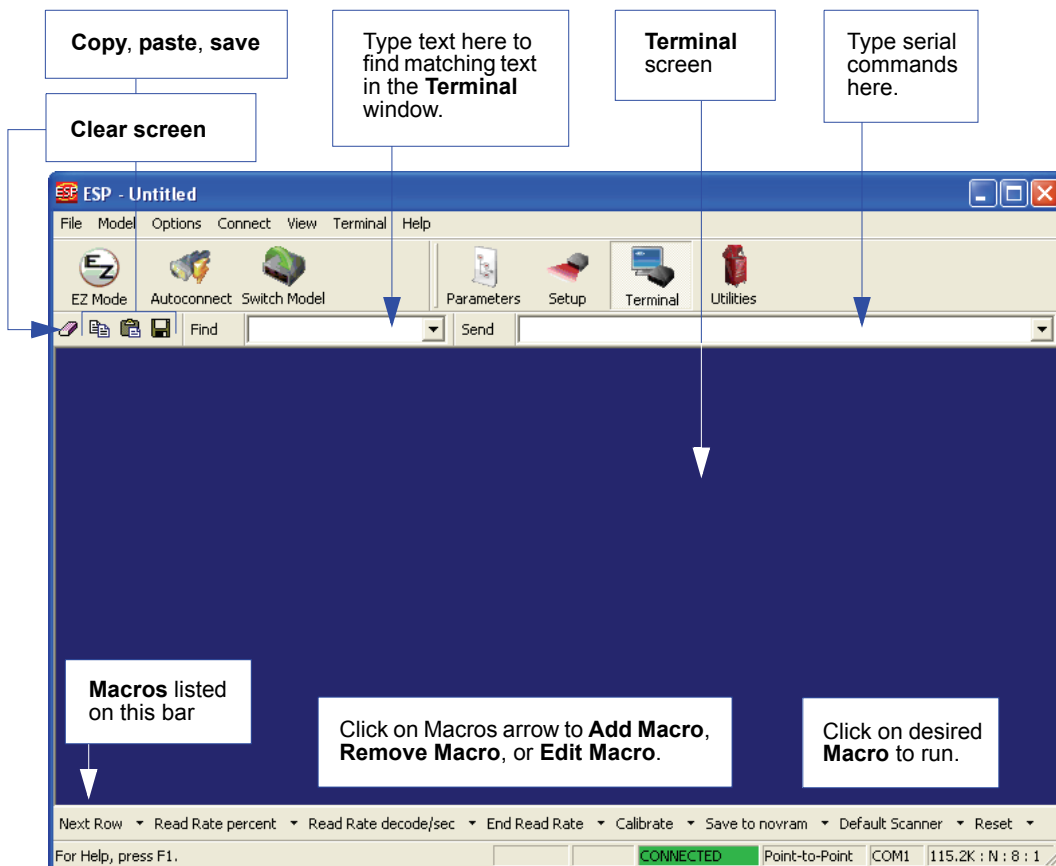 Copy, paste, save
Type text here to
find matching text
in the Terminal
window.
Terminal
screen
Type serial
commands
here.
Clear screen
ESP - Untitled
File Model Options Connect View Terminal Help
EZ Mode Autoconnect Switch Model Parameters Setup Terminal Utilities
Find Send
Macros listed
on this bar
Click on Macros arrow to Add Macro,
Remove Macro, or Edit Macro.
Click on desired
Macro to run.
Next Row Read Rate percent Read Rate decode/sec End Read Rate Calibrate Save to novram Default Scanner Reset
For Help, press F1. CONNECTED Point-to-Point COM1 115.2K : N : 8 : 1